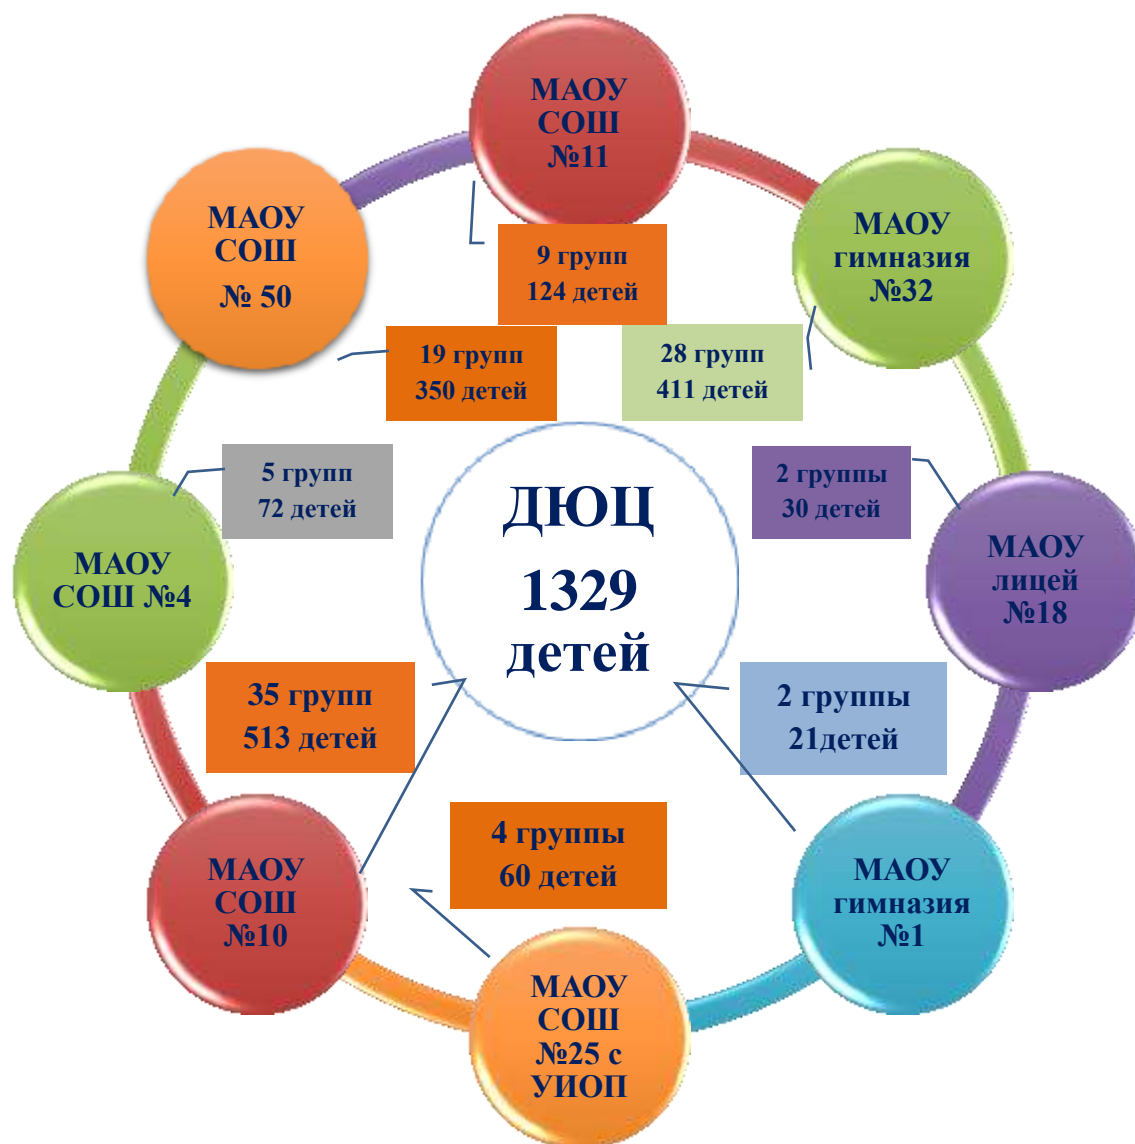 МАОУ
СОШ
№11
МАОУ
СОШ
№ 50
МАОУ
гимназия
№32
9 групп
124 детей
19 групп
350 детей
28 групп
411 детей
5 групп
72 детей
2 группы
30 детей
ДЮЦ
1329
детей
МАОУ
СОШ №4
МАОУ
лицей
№18
35 групп
513 детей
2 группы
21детей
4 группы
60 детей
МАОУ
СОШ
№10
МАОУ
гимназия
№1
МАОУ
СОШ
№25 с
УИОП